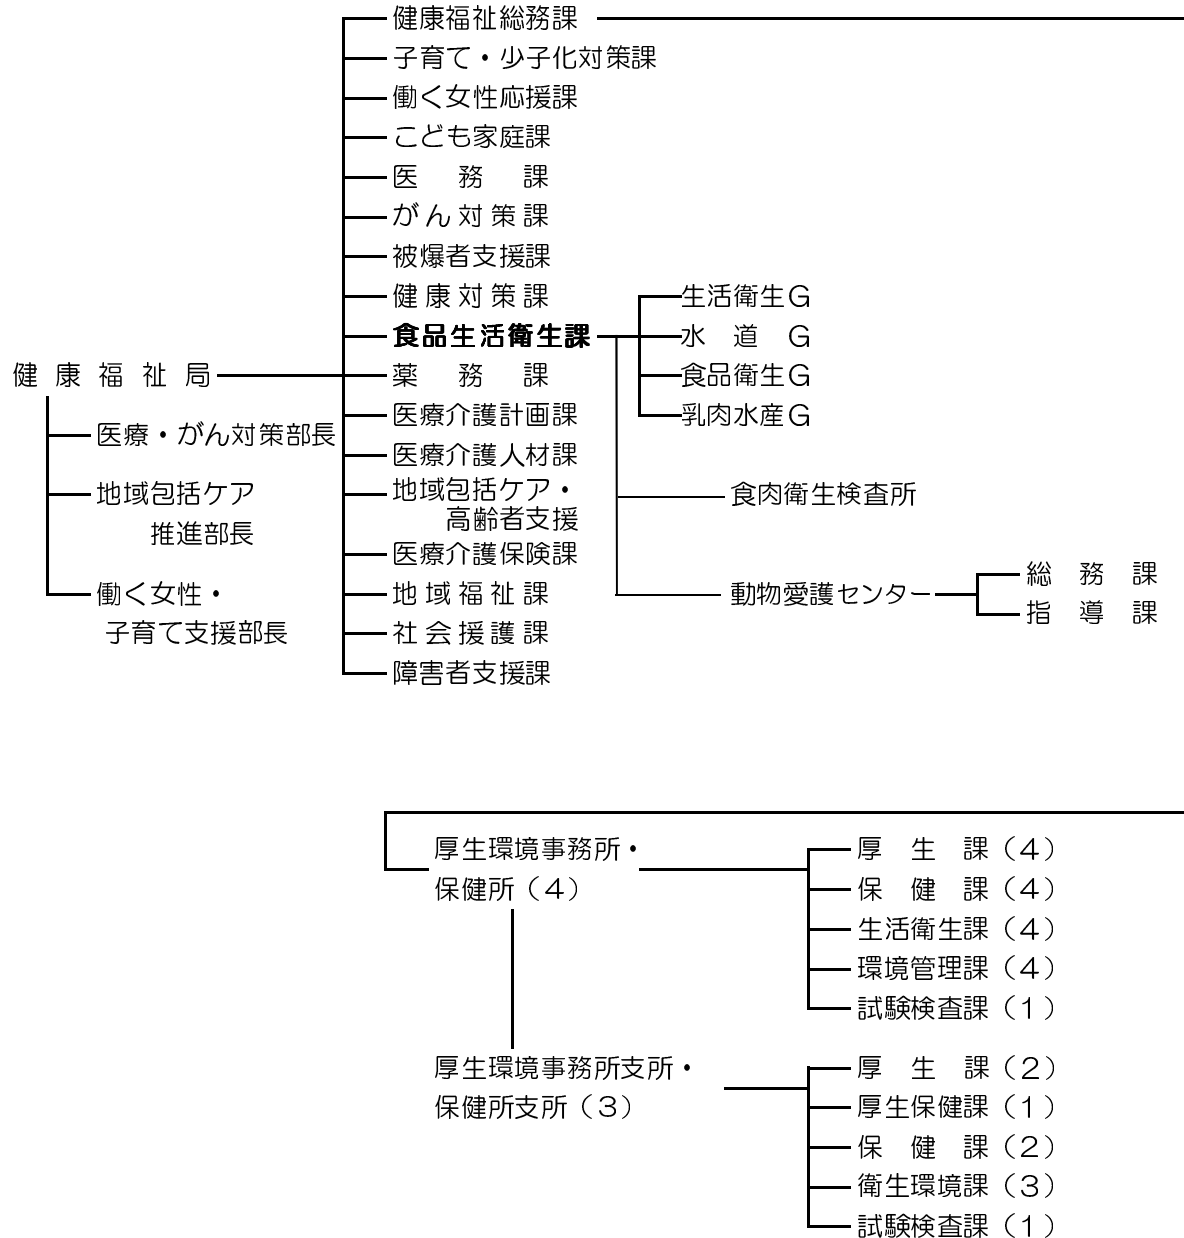 健康福祉総務課
子育て・少子化対策課
働く女性応援課
こども家庭課
医務課
がん対策課
被爆者支援課
健康対策課
食品生活衛生課
薬務課
医療介護計画課
医療介護人材課
地域包括ケア・
高齢者支援
医療介護保険課
地域福祉課
社会援護課
障害者支援課
健康福祉局
医療・がん対策部長
地域包括ケア
推進部長
働く女性・
子育て支援部長
生活衛生G
水道G
食品衛生G
乳肉水産G
食肉衛生検査所
動物愛護センター
総務課
指導課
厚生環境事務所・
保健所（4）
厚生課（4）
保健課（4）
生活衛生課（4）
環境管理課（4）
試験検査課（1）
厚生環境事務所支所・
保健所支所（3）
厚生課（2）
厚生保健課（1）
保健課（2）
衛生環境課（3）
試験検査課（1）